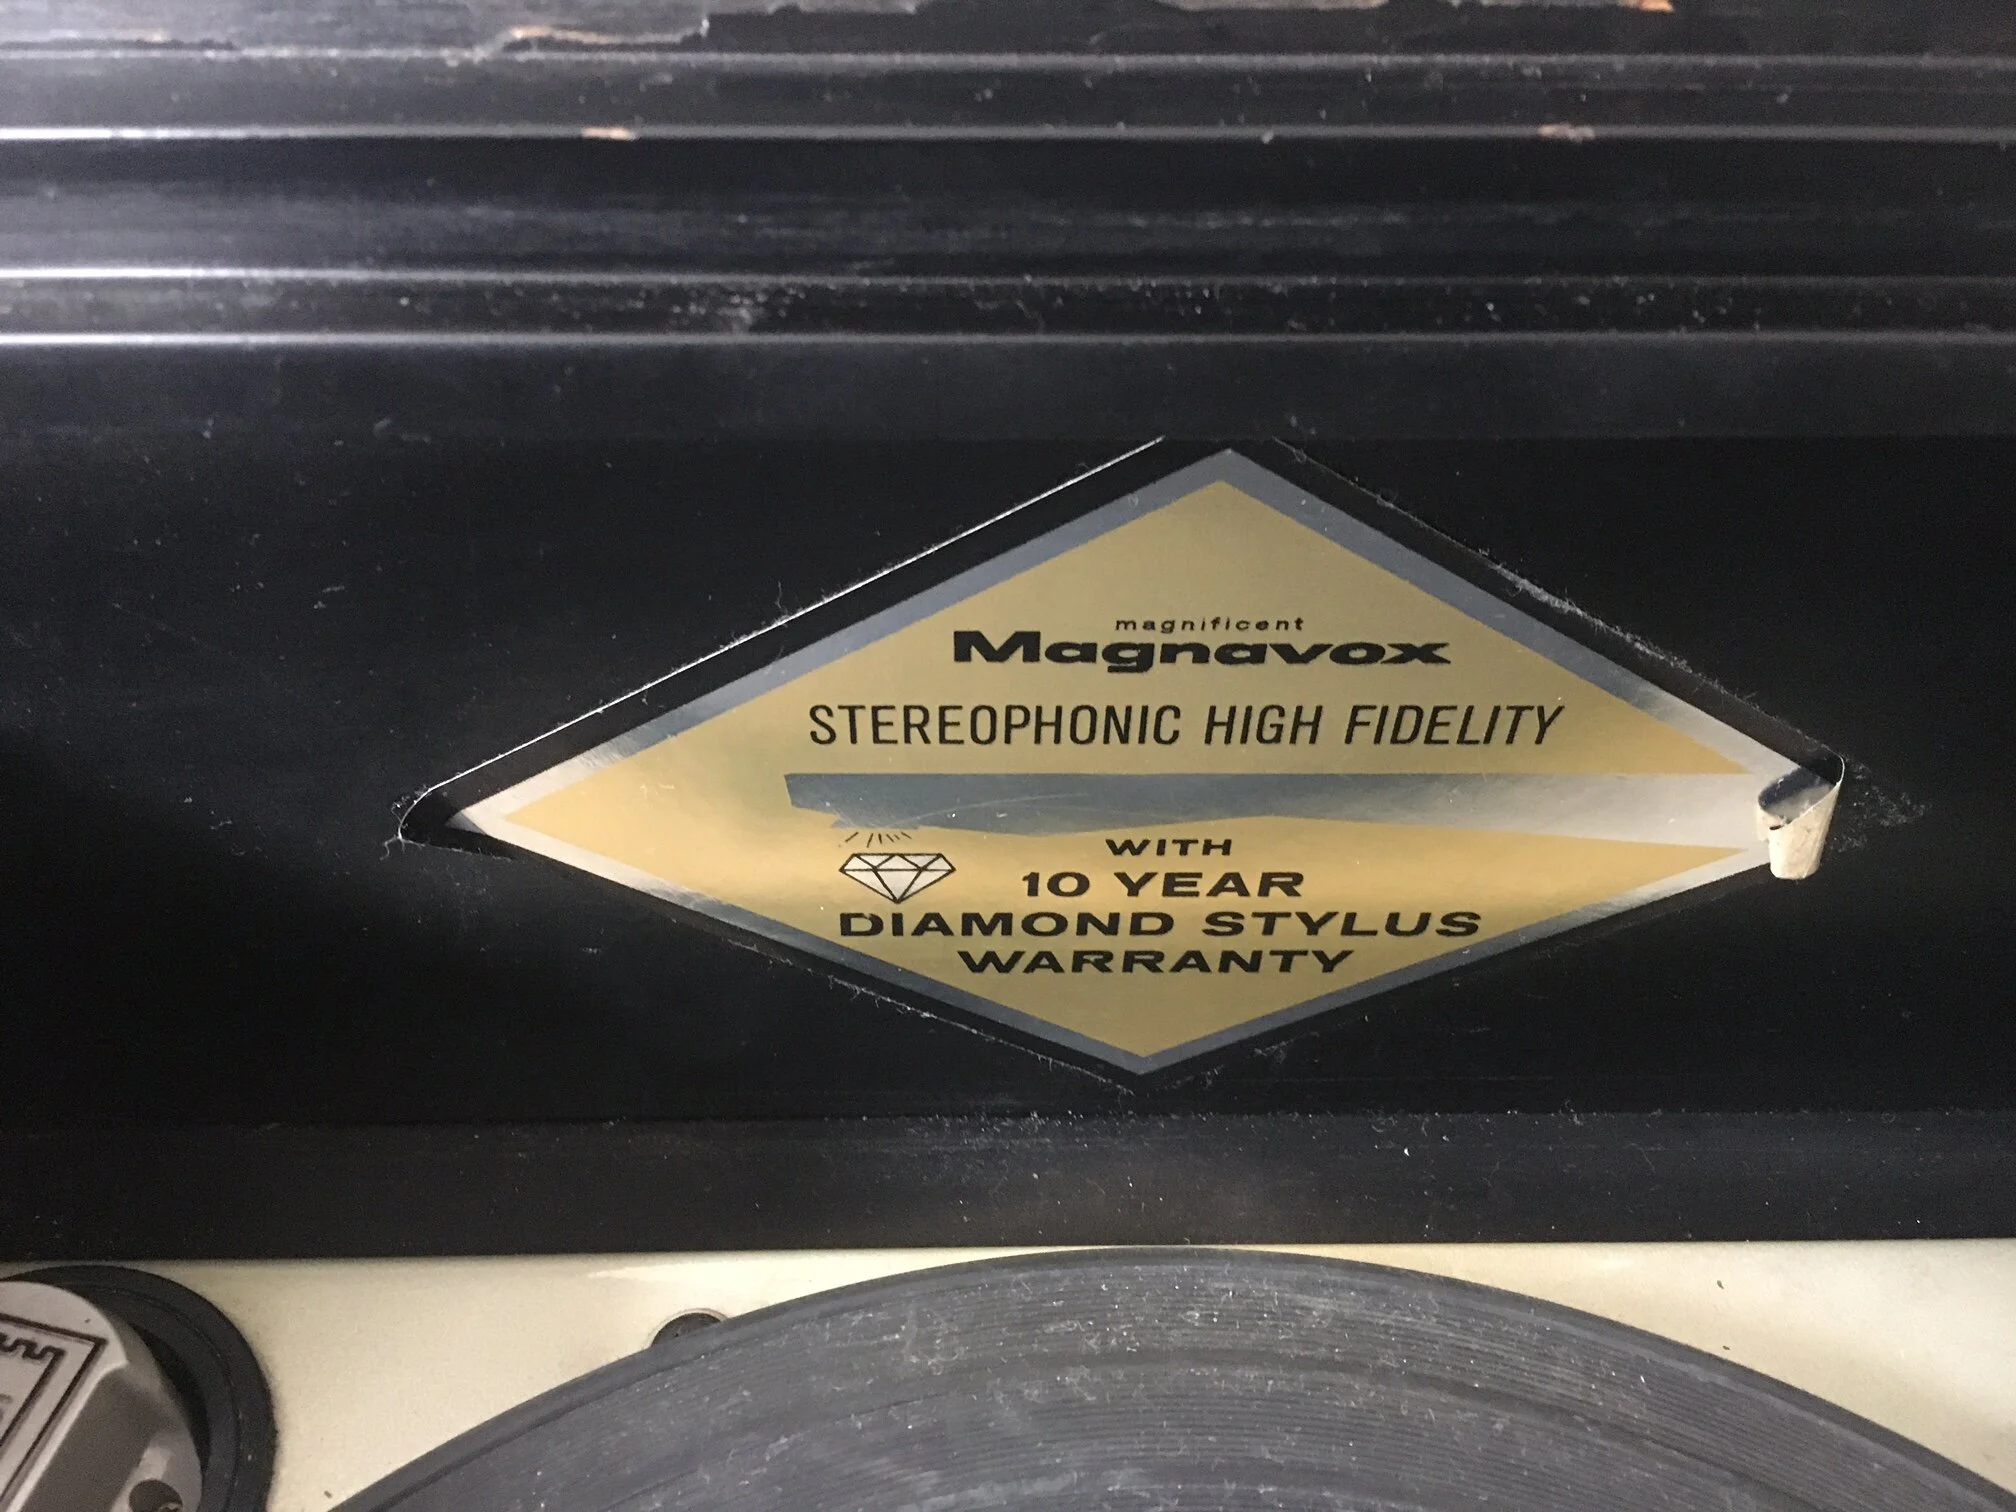 magnificent
Magnavox
STEREOPHONIC HIGH FIDELITY
WITH
10 YEAR
DIAMOND STYLUS
WARRANTY